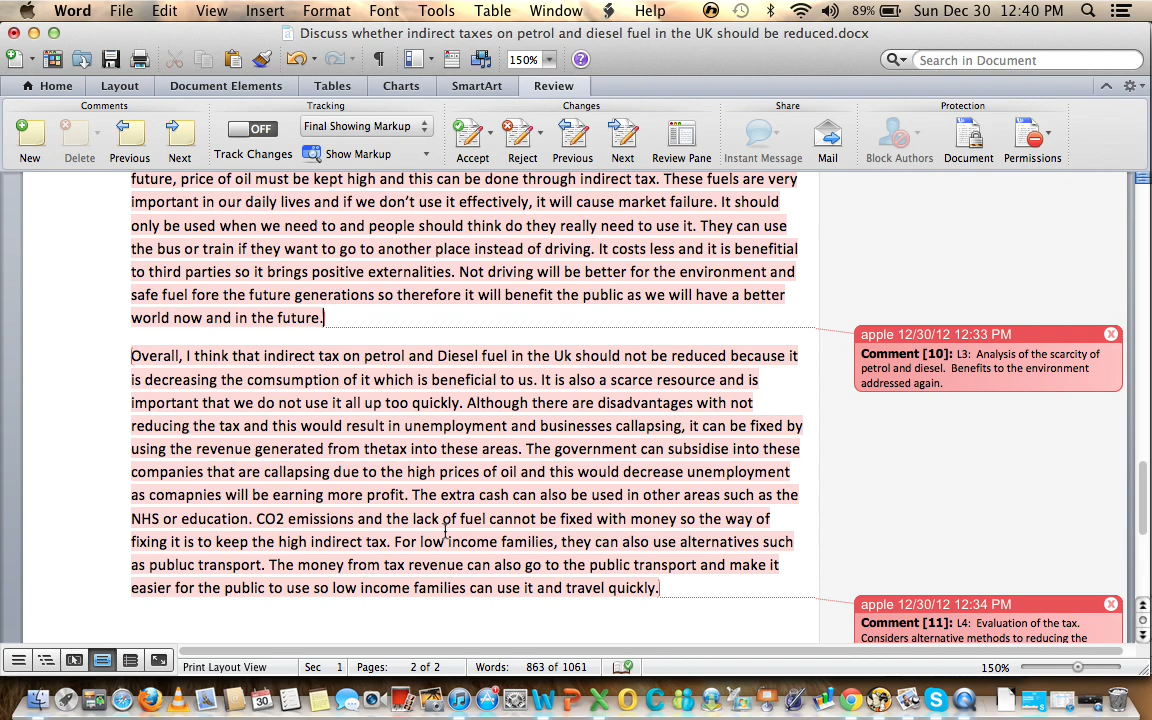 Word File Edit View Insert Format Font Tools Table Window Help 89% Sun Dec 30 12:40 PM
Discuss whether indirect taxes on petrol and diesel fuel in the UK should be reduced.docx
150% Search in Document
Home Layout Document Elements Tables Charts SmartArt Review
Comments Tracking Changes Share Protection
OFF Final Showing Markup
New Delete Previous Next Track Changes Show Markup Accept Reject Previous Next Review Pane Instant Message Mail Block Authors Document Permissions
future, price of oil must be kept high and this can be done through indirect tax. These fuels are very
important in our daily lives and if we don't use it effectively, it will cause market failure. It should
only be used when we need to and people should think do they really need to use it. They can use
the bus or train if they want to go to another place instead of driving. It costs less and it is benefitial
to third parties so it brings positive externalities. Not driving will be better for the environment and
safe fuel fore the future generations so therefore it will benefit the public as we will have a better
world now and in the future.
apple 12/30/12 12:33 PM
Comment [10]: L3: Analysis of the scarcity of
petrol and diesel. Benefits to the environment
addressed again.
Overall, I think that indirect tax on petrol and Diesel fuel in the Uk should not be reduced because it
is decreasing the comsumption of it which is beneficial to us. It is also a scarce resource and is
important that we do not use it all up too quickly. Although there are disadvantages with not
reducing the tax and this would result in unemployment and businesses callapsing, it can be fixed by
using the revenue generated from thetax into these areas. The government can subsidise into these
companies that are callapsing due to the high prices of oil and this would decrease unemployment
as comapnies will be earning more profit. The extra cash can also be used in other areas such as the
NHS or education. CO2 emissions and the lack of fuel cannot be fixed with money so the way of
fixing it is to keep the high indirect tax. For low income families, they can also use alternatives such
as publuc transport. The money from tax revenue can also go to the public transport and make it
easier for the public to use so low income families can use it and travel quickly.
apple 12/30/12 12:34 PM
Comment [11]: L4: Evaluation of the tax.
Considers alternative methods to reducing the
Print Layout View Sec 1 Pages: 2 of 2 Words: 863 of 1061 150%